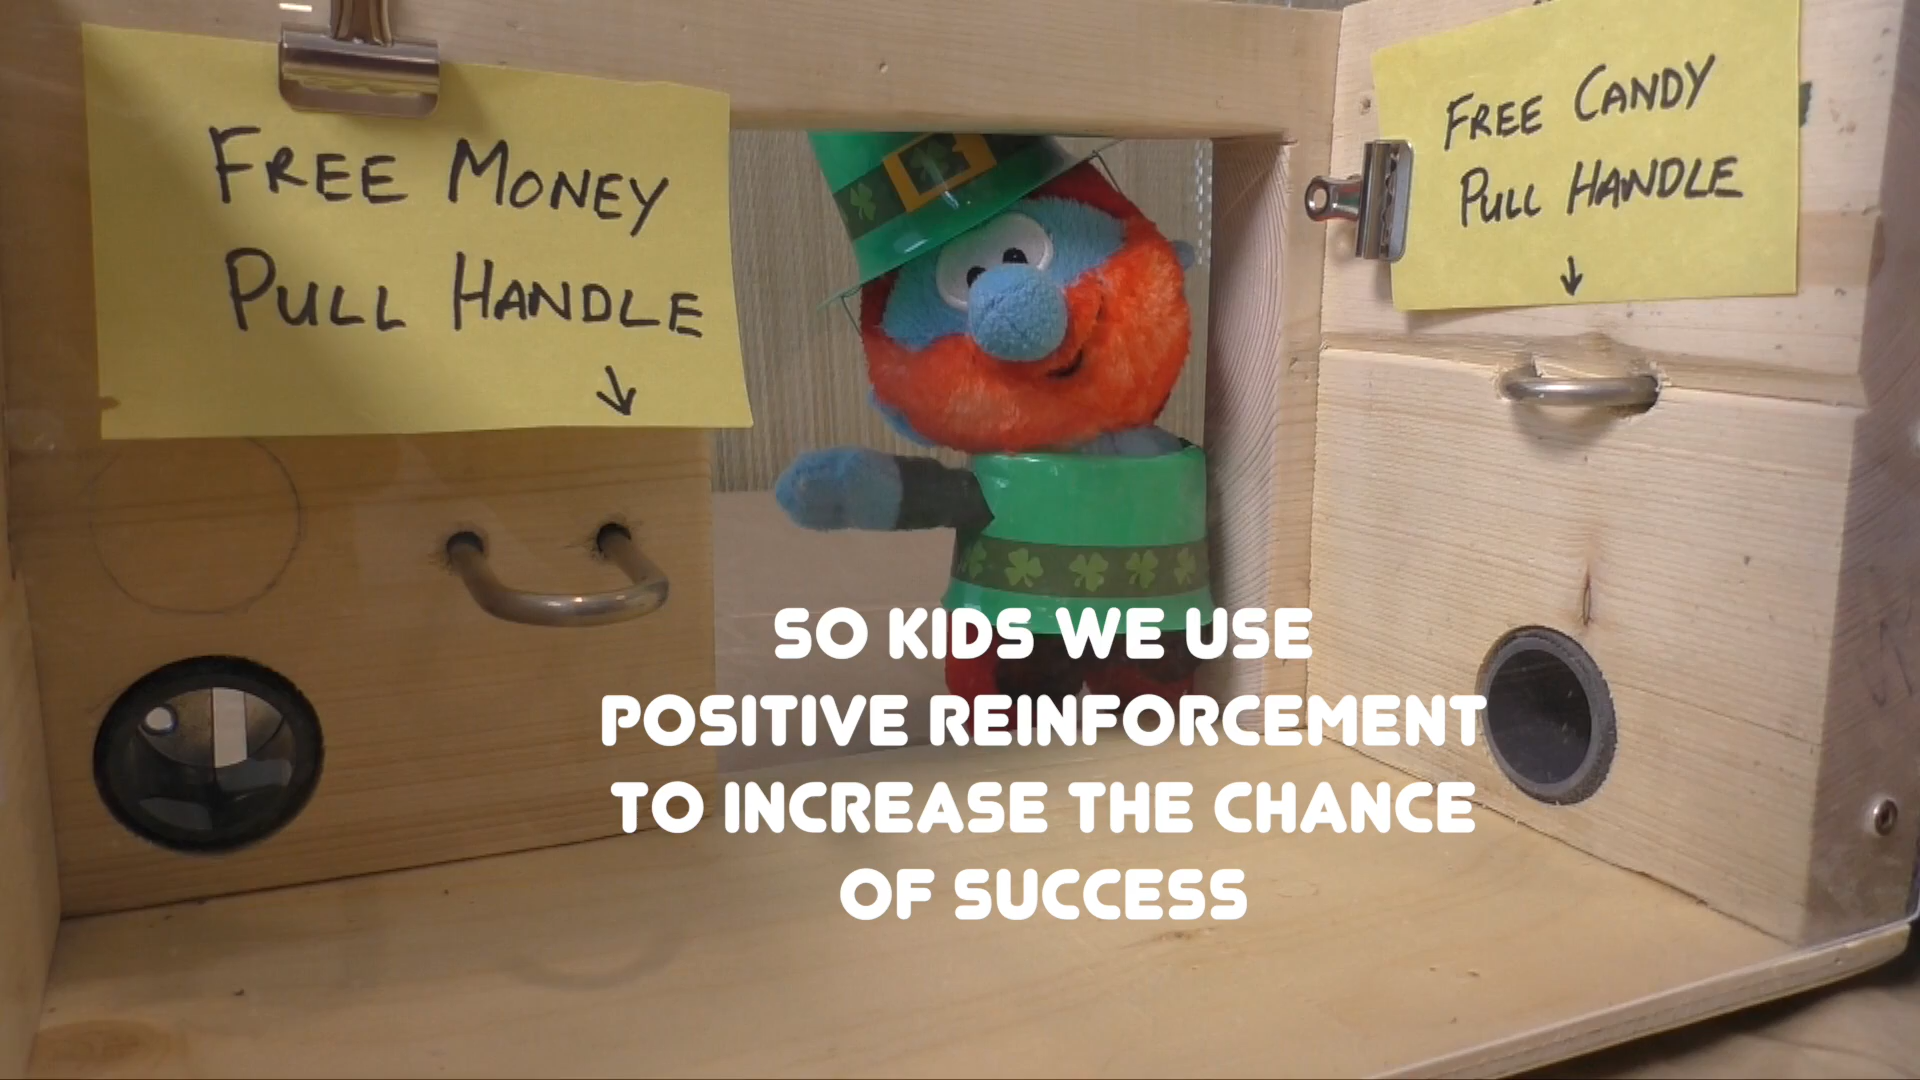 FREE MONEY
PULL HANDLE
FREE CANDY
PULL HANDLE
SO KIDS WE USE
POSITIVE REINFORCEMENT
TO INCREASE THE CHANCE
OF SUCCESS